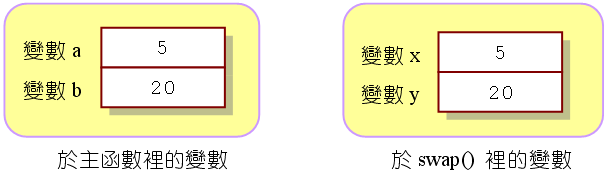 變數 a 5
變數 b 20
於主函數裡的變數
變數 x 5
變數 y 20
於 swap() 裡的變數